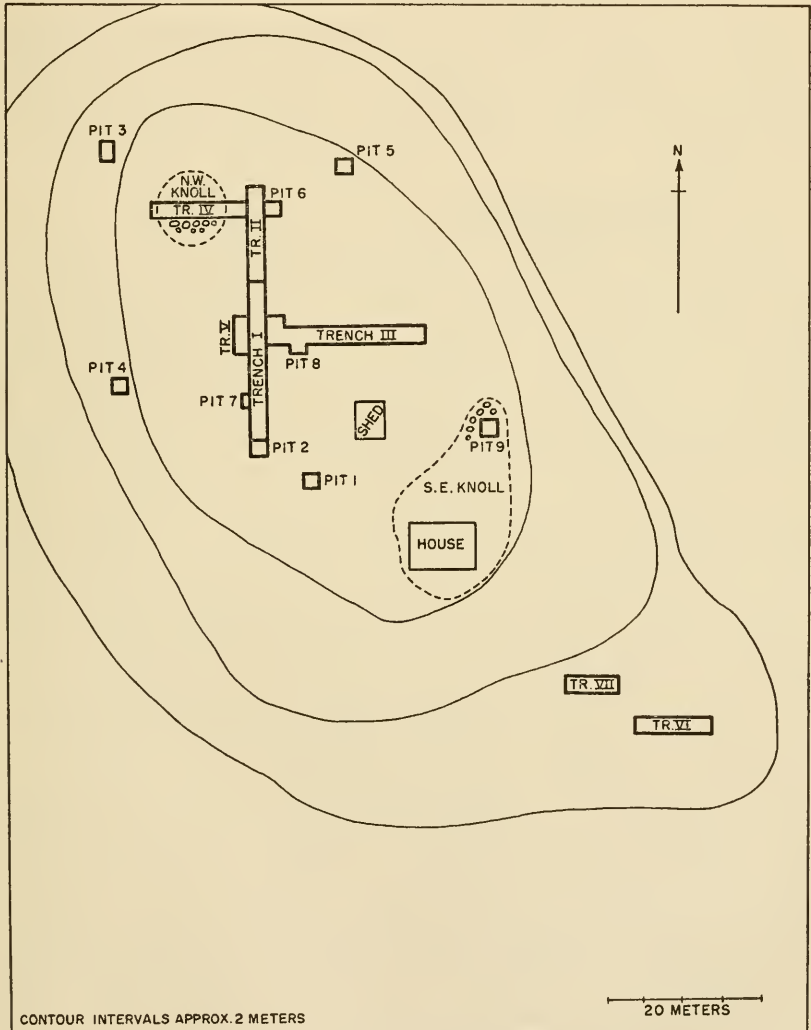 PIT 3
PIT 5
N
N.W.
KNOLL
PIT 6
TR. IV
TR. II
TR. V
TRENCH I
TRENCH III
PIT 8
PIT 4
PIT 7
SHED
PIT 2
PIT 9
PIT 1
S.E. KNOLL
HOUSE
TR. VII
TR. VI
20 METERS
CONTOUR INTERVALS APPROX. 2 METERS